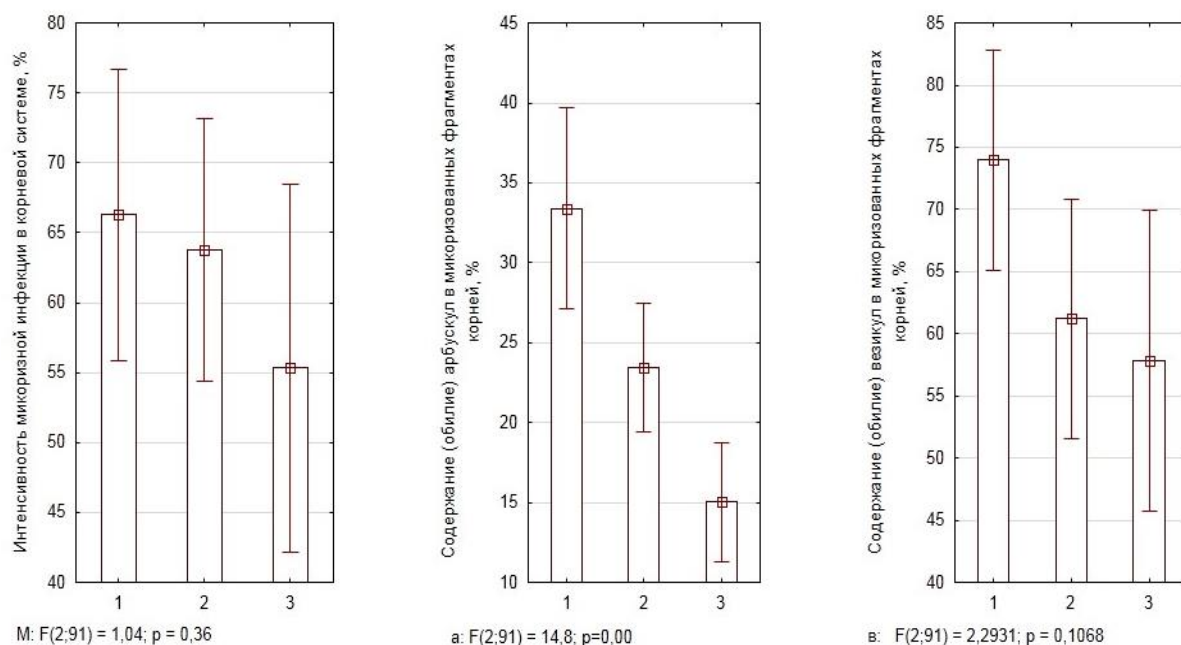 Интенсивность микоризной инфекции в корневой системе, %
80
75
70
65
60
55
50
45
40
1 2 3
М: F(2;91) = 1,04; p = 0,36
Содержание (обилие) арбускул в микоризованных фрагментах
корней, %
45
40
35
30
25
20
15
10
1 2 3
а: F(2;91) = 14,8; p=0,00
Содержание (обилие) везикул в микоризованных фрагментах
корней, %
85
80
75
70
65
60
55
50
45
40
1 2 3
в: F(2;91) = 2,2931; p = 0,1068